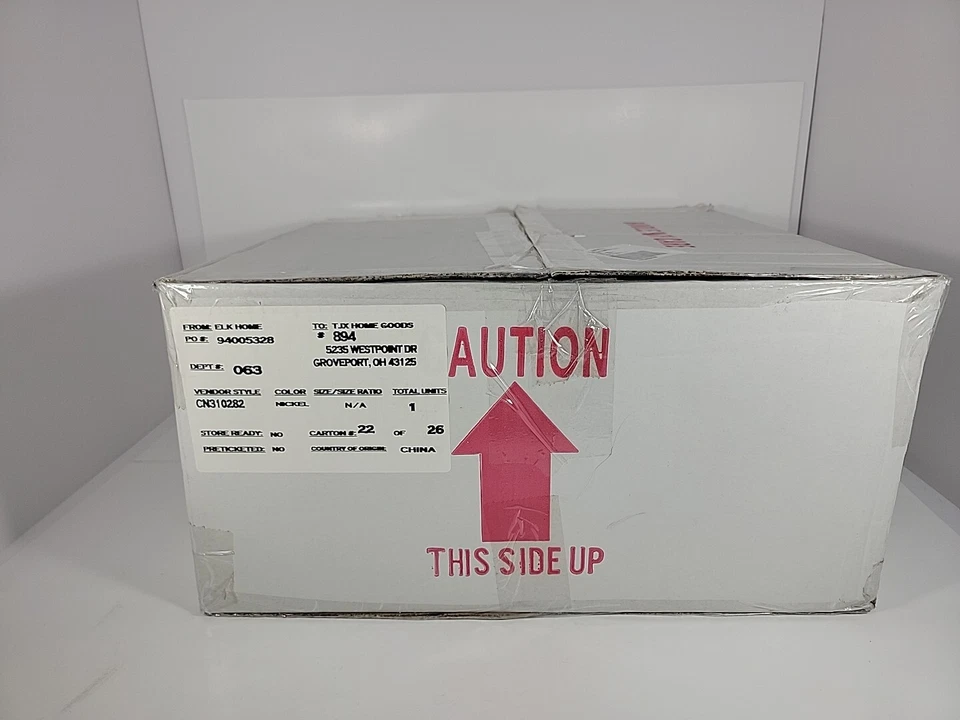 FROM: ELK HOME
PO #: 94005328
DEPT #: 063
TO: TJX HOME GOODS
# 894
5235 WESTPOINT DR
GROVEPORT, OH 43125
VENDOR STYLE COLOR SIZE/SIZE RATIO TOTAL UNITS
CN310282 NICKEL N/A 1
STORE READY: NO CARTON #: 22 OF 26
PRETICKETED: NO COUNTRY OF ORIGIN: CHINA
AUTION
THIS SIDE UP